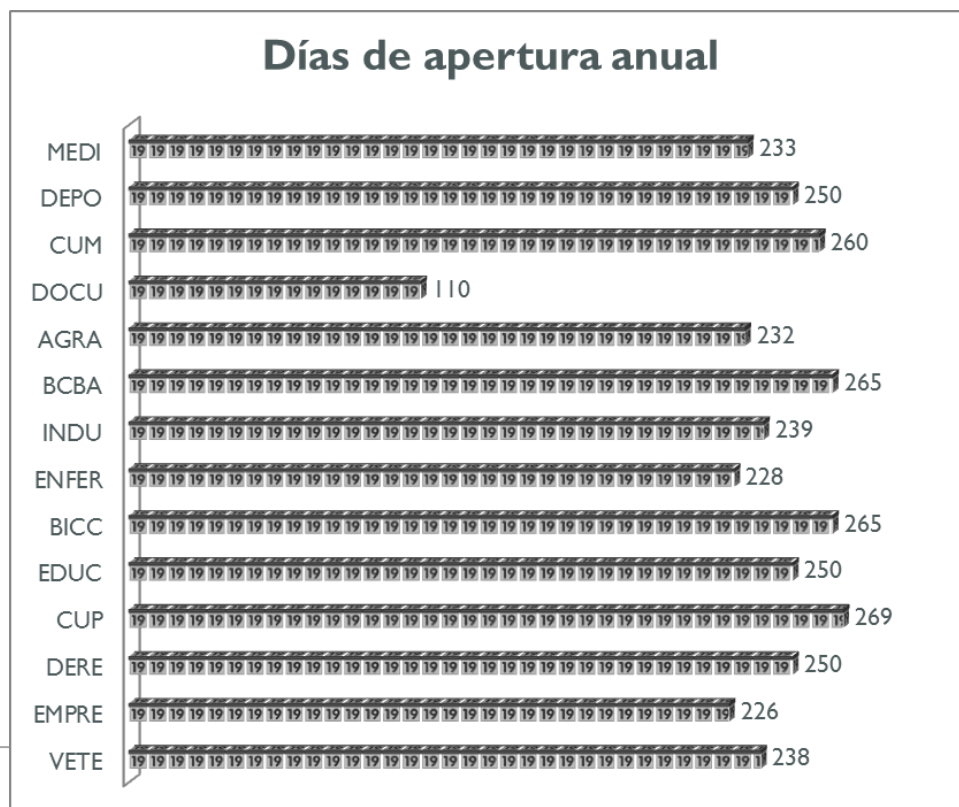 Días de apertura anual
MEDI 233
DEPO 250
CUM 260
DOCU 110
AGRA 232
BCBA 265
INDU 239
ENFER 228
BICC 265
EDUC 250
CUP 269
DERE 250
EMPRE 226
VETE 238